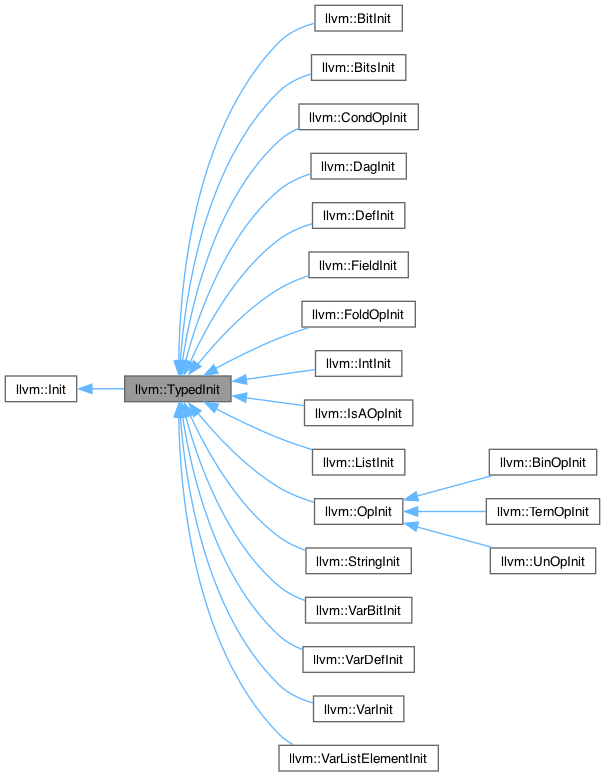 llvm::BitInit
llvm::BitsInit
llvm::CondOpInit
llvm::DagInit
llvm::DefInit
llvm::FieldInit
llvm::FoldOpInit
llvm::IntInit
llvm::Init
llvm::TypedInit
llvm::IsAOpInit
llvm::ListInit
llvm::BinOpInit
llvm::OpInit
llvm::TernOpInit
llvm::StringInit
llvm::UnOpInit
llvm::VarBitInit
llvm::VarDefInit
llvm::VarInit
llvm::VarListElementInit